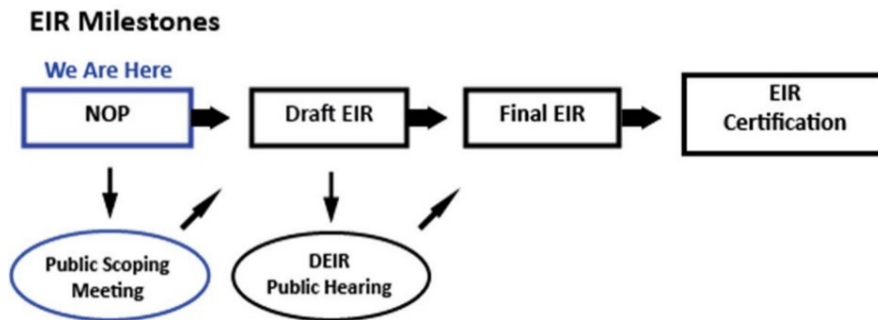 EIR Milestones
We Are Here
NOP
Draft EIR
Final EIR
EIR
Certification
Public Scoping
Meeting
DEIR
Public Hearing